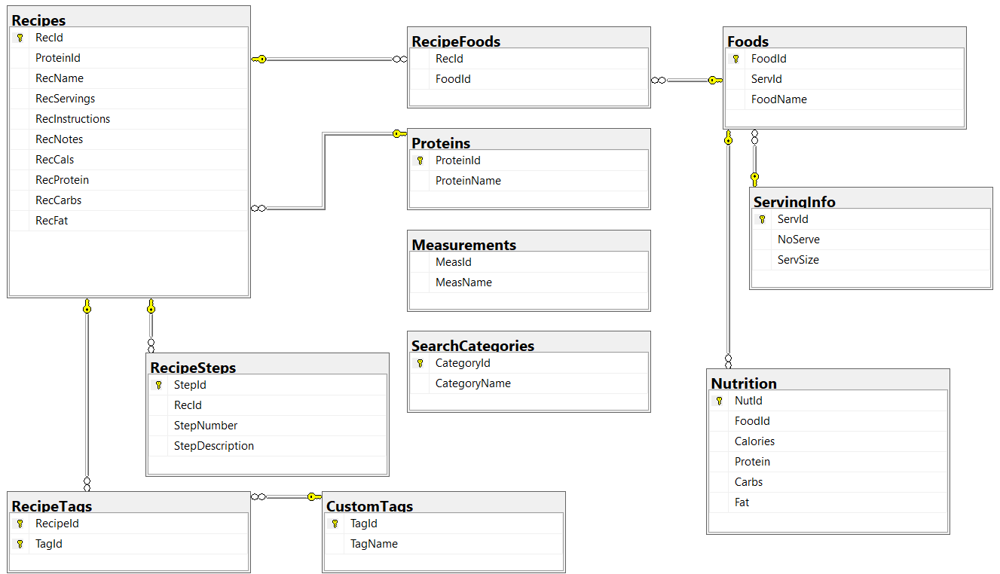 Recipes
RecId
ProteinId
RecName
RecServings
RecInstructions
RecNotes
RecCals
RecProtein
RecCarbs
RecFat
RecipeFoods
RecId
FoodId
Foods
FoodId
ServId
FoodName
Proteins
ProteinId
ProteinName
ServingInfo
ServId
NoServe
ServSize
Measurements
MeasId
MeasName
SearchCategories
CategoryId
CategoryName
RecipeSteps
StepId
RecId
StepNumber
StepDescription
Nutrition
NutId
FoodId
Calories
Protein
Carbs
Fat
RecipeTags
RecipeId
TagId
CustomTags
TagId
TagName